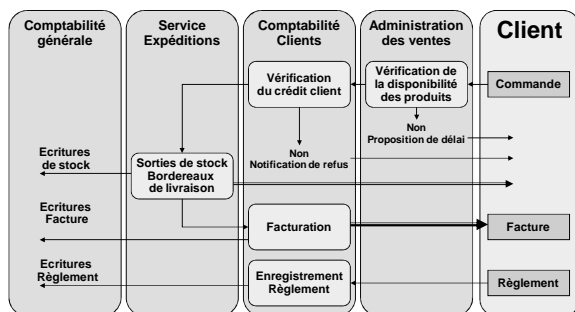 Comptabilité
générale
Service
Expéditions
Comptabilité
Clients
Administration
des ventes
Client
Vérification
du crédit client
Vérification de
la disponibilité
des produits
Commande
Non
Proposition de délai
Non
Notification de refus
Ecritures
de stock
Sorties de stock
Bordereaux
de livraison
Ecritures
Facture
Facturation
Facture
Ecritures
Règlement
Enregistrement
Règlement
Règlement